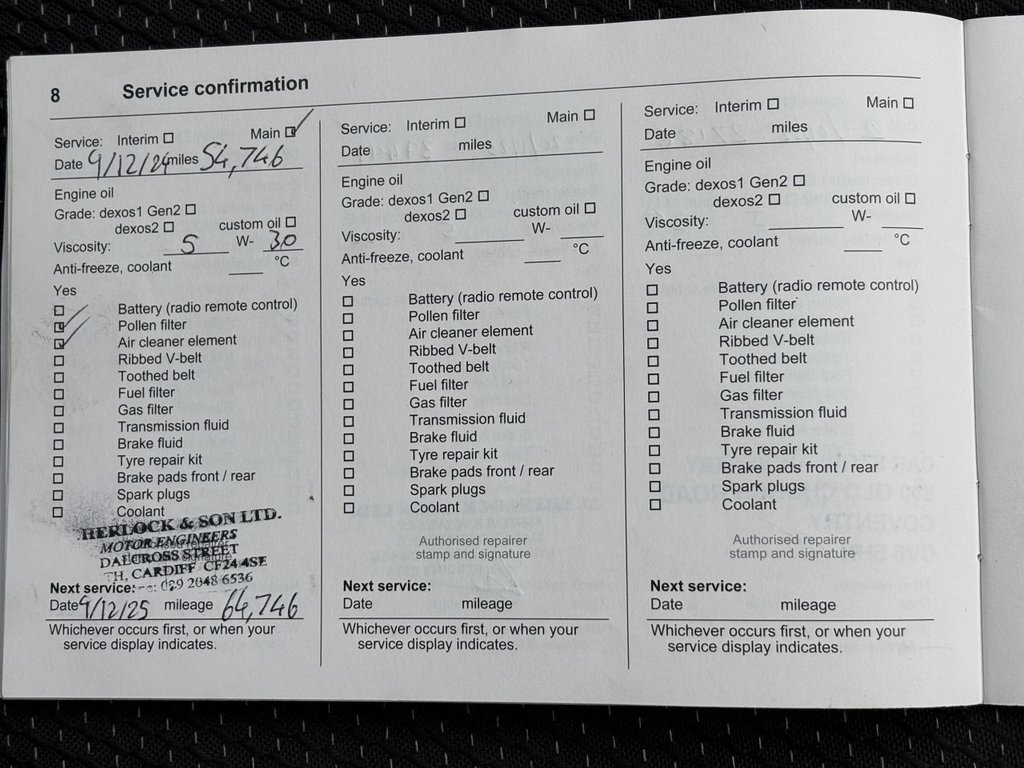 8 Service confirmation
Service: Interim ☐ Main ☑
Date 9/12/24 miles 54,746
Engine oil
Grade: dexos1 Gen2 ☐
dexos2 ☐ custom oil ☐
Viscosity: 5 W- 30
Anti-freeze, coolant ____ °C
Yes
☐ Battery (radio remote control)
☑ Pollen filter
☑ Air cleaner element
☐ Ribbed V-belt
☐ Toothed belt
☐ Fuel filter
☐ Gas filter
☐ Transmission fluid
☐ Brake fluid
☐ Tyre repair kit
☐ Brake pads front / rear
☐ Spark plugs
☐ Coolant
HERLOCK & SON LTD.
MOTOR ENGINEERS
Authorised repairer
DALCROSS STREET
TH, CARDIFF CF24 4SE
029 2048 6536
Next service:
Date 9/12/25 mileage 64,746
Whichever occurs first, or when your
service display indicates.
Service: Interim ☐ Main ☐
Date miles
Engine oil
Grade: dexos1 Gen2 ☐
dexos2 ☐ custom oil ☐
Viscosity: ____ W- ____
Anti-freeze, coolant ____ °C
Yes
☐ Battery (radio remote control)
☐ Pollen filter
☐ Air cleaner element
☐ Ribbed V-belt
☐ Toothed belt
☐ Fuel filter
☐ Gas filter
☐ Transmission fluid
☐ Brake fluid
☐ Tyre repair kit
☐ Brake pads front / rear
☐ Spark plugs
☐ Coolant
Authorised repairer
stamp and signature
Next service:
Date mileage
Whichever occurs first, or when your
service display indicates.
Service: Interim ☐ Main ☐
Date miles
Engine oil
Grade: dexos1 Gen2 ☐
dexos2 ☐ custom oil ☐
Viscosity: ____ W- ____
Anti-freeze, coolant ____ °C
Yes
☐ Battery (radio remote control)
☐ Pollen filter
☐ Air cleaner element
☐ Ribbed V-belt
☐ Toothed belt
☐ Fuel filter
☐ Gas filter
☐ Transmission fluid
☐ Brake fluid
☐ Tyre repair kit
☐ Brake pads front / rear
☐ Spark plugs
☐ Coolant
Authorised repairer
stamp and signature
Next service:
Date mileage
Whichever occurs first, or when your
service display indicates.